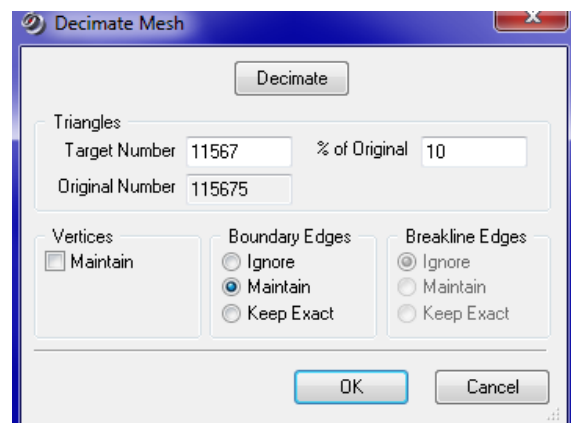 Decimate Mesh
Decimate
Triangles
Target Number 11567 % of Original 10
Original Number 115675
Vertices
Maintain
Boundary Edges
Ignore
Maintain
Keep Exact
Breakline Edges
Ignore
Maintain
Keep Exact
OK Cancel